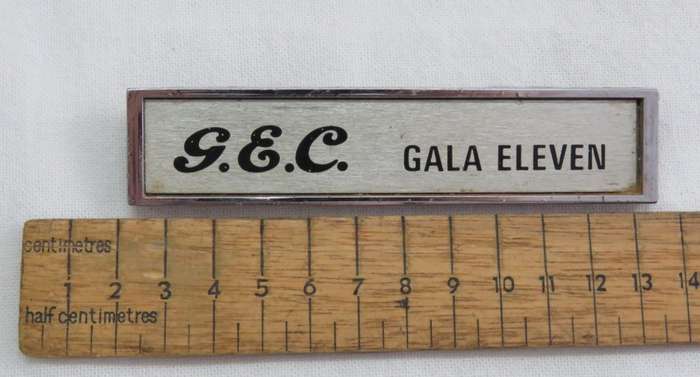 G.E.C. GALA ELEVEN
centimetres
1 2 3 4 5 6 7 8 9 10 11 12 13 14
half centimetres